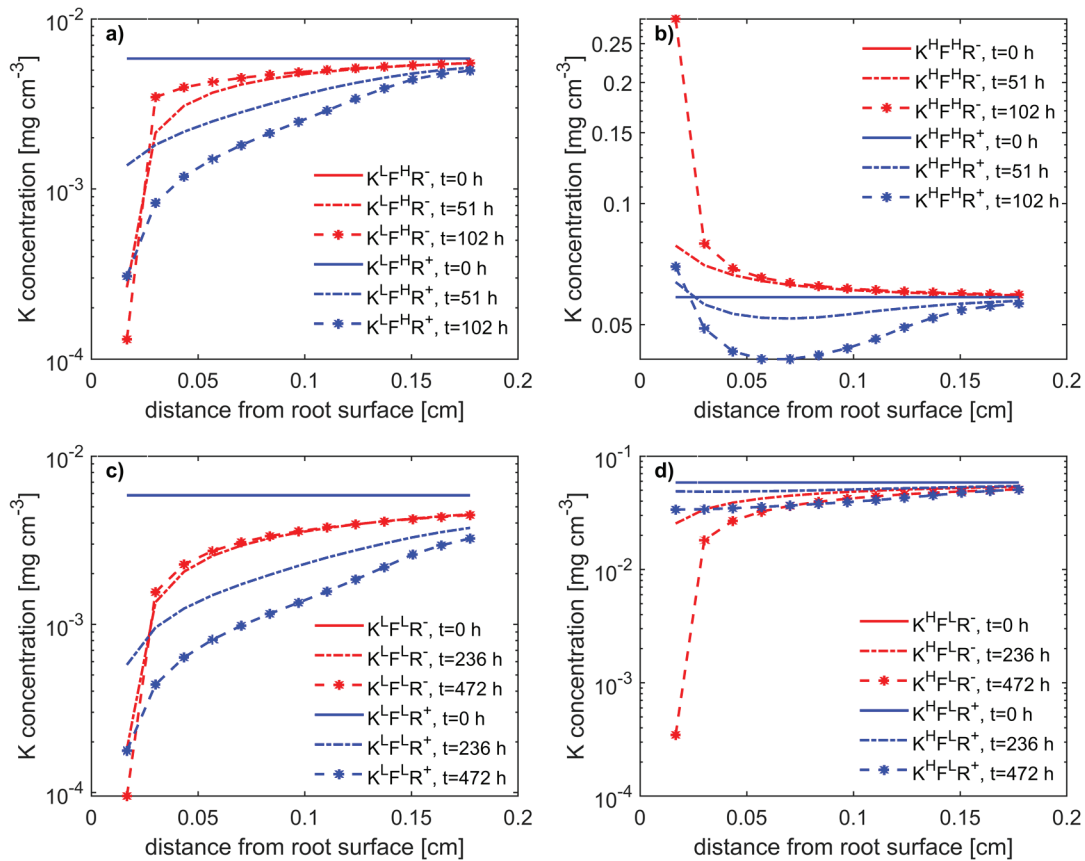 a)
K concentration [mg cm⁻³]
10⁻²
10⁻³
10⁻⁴
K^L F^H R^-, t=0 h
K^L F^H R^-, t=51 h
K^L F^H R^-, t=102 h
K^L F^H R^+, t=0 h
K^L F^H R^+, t=51 h
K^L F^H R^+, t=102 h
0 0.05 0.1 0.15 0.2
distance from root surface [cm]
b)
K concentration [mg cm⁻³]
0.25
0.2
0.15
0.1
0.05
K^H F^H R^-, t=0 h
K^H F^H R^-, t=51 h
K^H F^H R^-, t=102 h
K^H F^H R^+, t=0 h
K^H F^H R^+, t=51 h
K^H F^H R^+, t=102 h
0 0.05 0.1 0.15 0.2
distance from root surface [cm]
c)
K concentration [mg cm⁻³]
10⁻²
10⁻³
10⁻⁴
K^L F^L R^-, t=0 h
K^L F^L R^-, t=236 h
K^L F^L R^-, t=472 h
K^L F^L R^+, t=0 h
K^L F^L R^+, t=236 h
K^L F^L R^+, t=472 h
0 0.05 0.1 0.15 0.2
distance from root surface [cm]
d)
K concentration [mg cm⁻³]
10⁻¹
10⁻²
10⁻³
10⁻⁴
K^H F^L R^-, t=0 h
K^H F^L R^-, t=236 h
K^H F^L R^-, t=472 h
K^H F^L R^+, t=0 h
K^H F^L R^+, t=236 h
K^H F^L R^+, t=472 h
0 0.05 0.1 0.15 0.2
distance from root surface [cm]